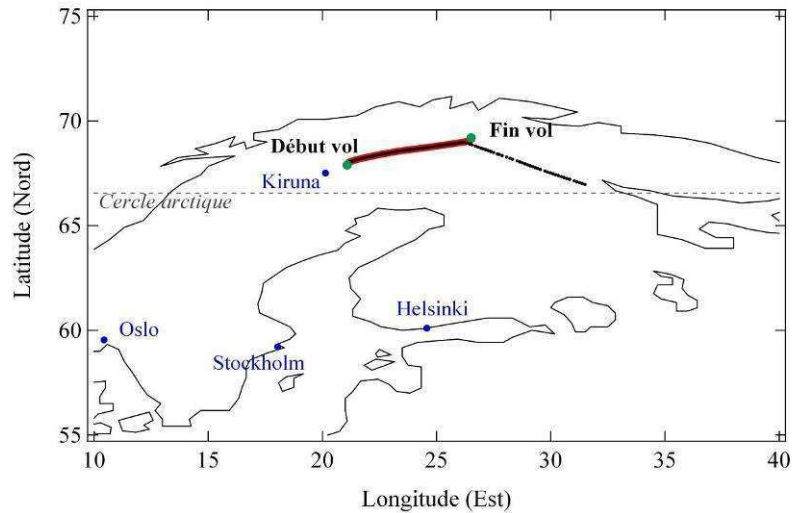 75
70
Fin vol
Début vol
Kiruna
65
Cercle arctique
Latitude (Nord)
Helsinki
60
Oslo
Stockholm
55
10
15
20
25
30
35
40
Longitude (Est)